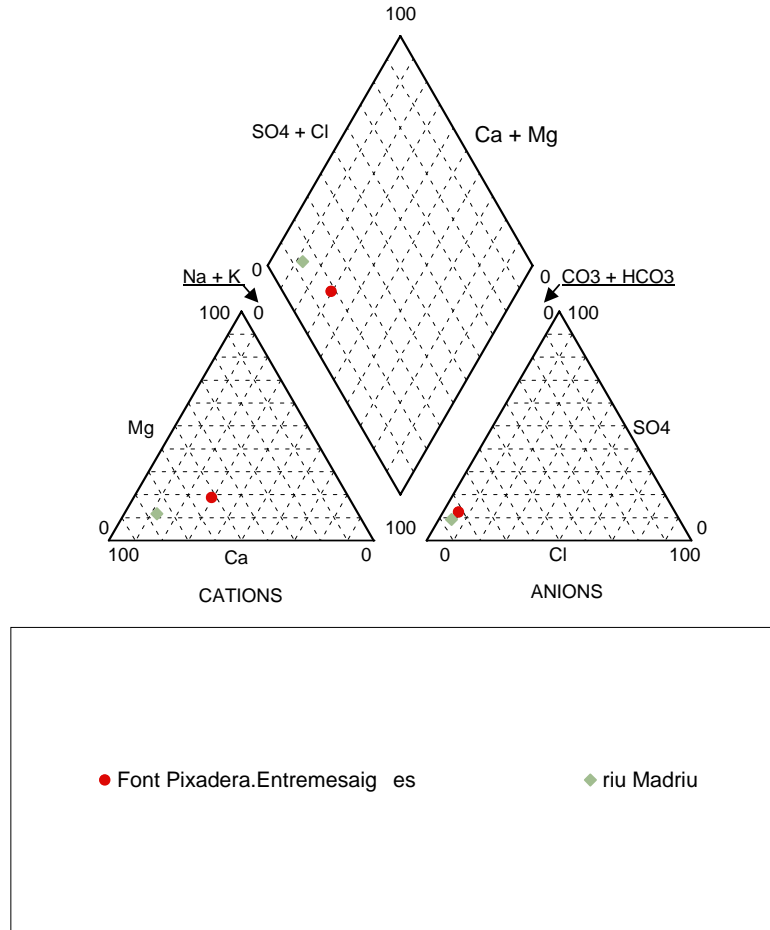 100
SO4 + Cl
Ca + Mg
0
0
Na + K
CO3 + HCO3
100 0
0 100
Mg
SO4
0
100
0
100
Ca
0
0
Cl
100
CATIONS
ANIONS
Font Pixadera.Entremesaig es
riu Madriu